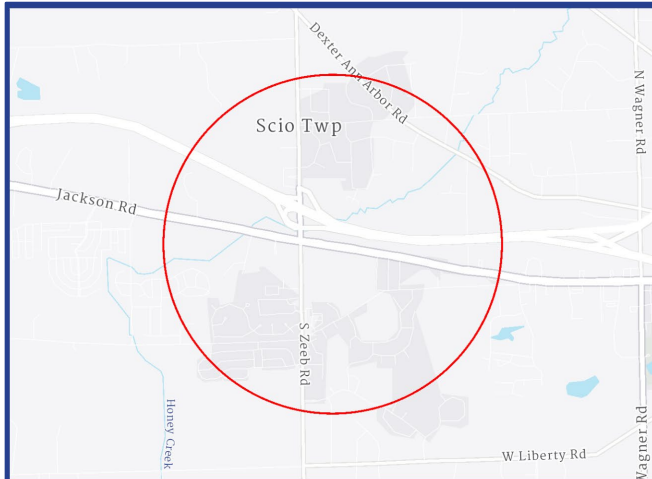 Dexter Ann Arbor Rd
N Wagner Rd
Scio Twp
Jackson Rd
S Zeeb Rd
Honey Creek
Wagner Rd
W Liberty Rd